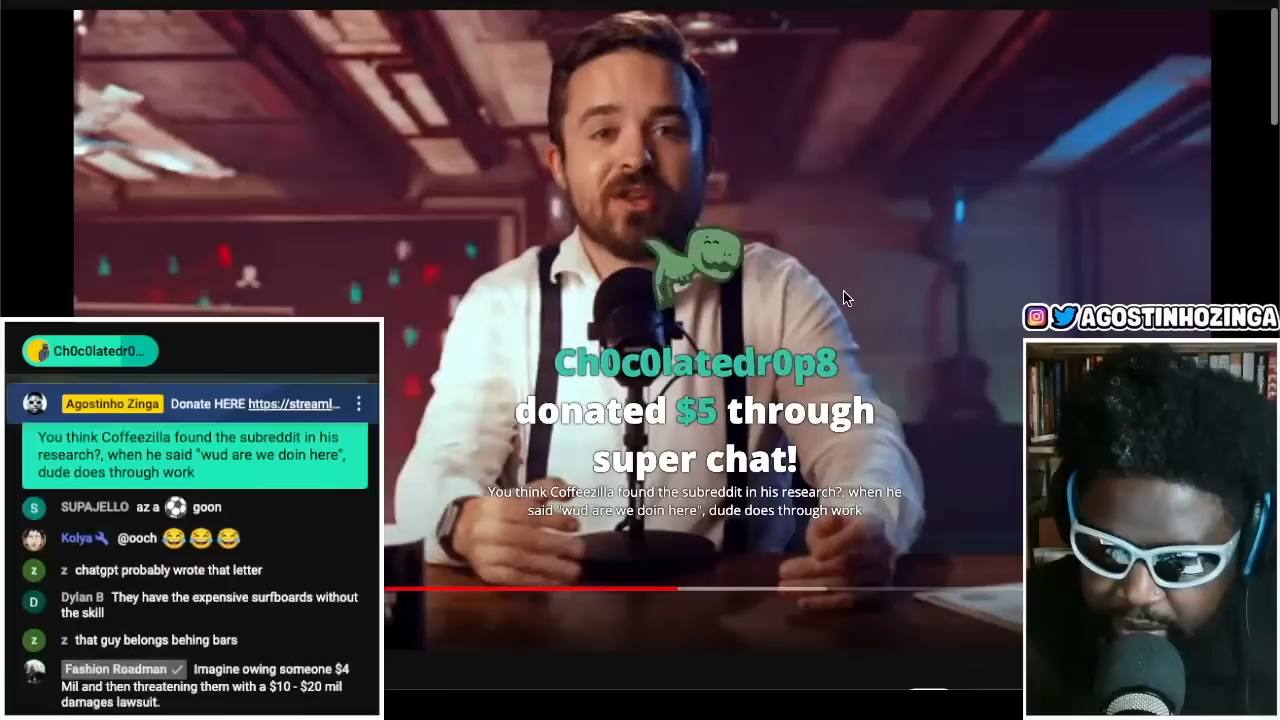 Ch0c0latedr0p8
donated $5 through
super chat!
You think Coffeezilla found the subreddit in his research?, when he
said "wud are we doin here", dude does through work
AGOSTINHOZINGA
Ch0c0latedr0...
Agostinho Zinga Donate HERE https://streaml...
You think Coffeezilla found the subreddit in his
research?, when he said "wud are we doin here",
dude does through work
S SUPAJELLO az a ⚽ goon
Kolya @ooch 😂😂😂
z z chatgpt probably wrote that letter
D Dylan B They have the expensive surfboards without
the skill
z z that guy belongs behing bars
Fashion Roadman ✓ Imagine owing someone $4
Mil and then threatening them with a $10 - $20 mil
damages lawsuit.